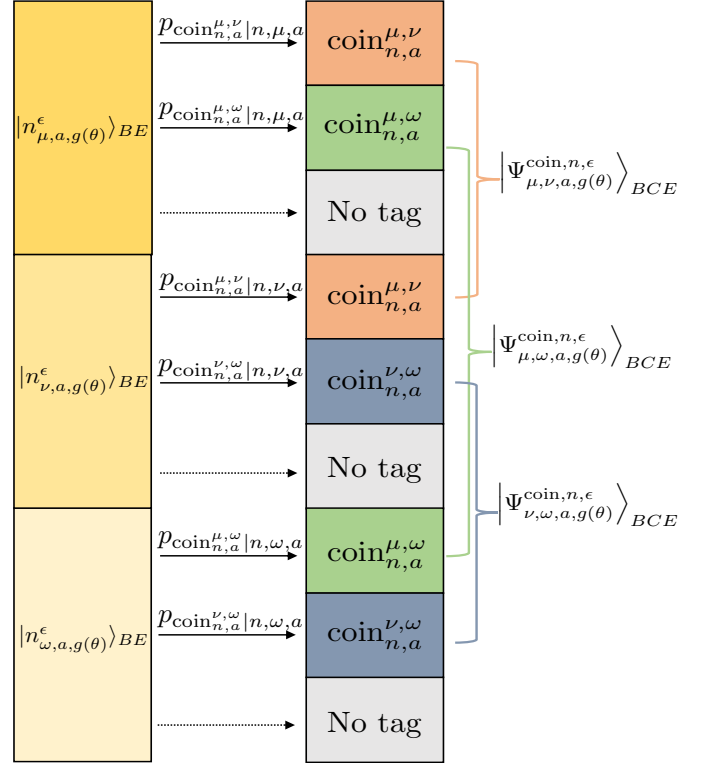 |n^ϵ_{μ,a,g(θ)}⟩_{BE}
p_{coin^{μ,ν}_{n,a}|n,μ,a}
coin^{μ,ν}_{n,a}
p_{coin^{μ,ω}_{n,a}|n,μ,a}
coin^{μ,ω}_{n,a}
No tag
|Ψ^{coin,n,ϵ}_{μ,ν,a,g(θ)}⟩_{BCE}
|n^ϵ_{ν,a,g(θ)}⟩_{BE}
p_{coin^{μ,ν}_{n,a}|n,ν,a}
coin^{μ,ν}_{n,a}
p_{coin^{ν,ω}_{n,a}|n,ν,a}
coin^{ν,ω}_{n,a}
No tag
|Ψ^{coin,n,ϵ}_{μ,ω,a,g(θ)}⟩_{BCE}
|n^ϵ_{ω,a,g(θ)}⟩_{BE}
p_{coin^{μ,ω}_{n,a}|n,ω,a}
coin^{μ,ω}_{n,a}
p_{coin^{ν,ω}_{n,a}|n,ω,a}
coin^{ν,ω}_{n,a}
No tag
|Ψ^{coin,n,ϵ}_{ν,ω,a,g(θ)}⟩_{BCE}